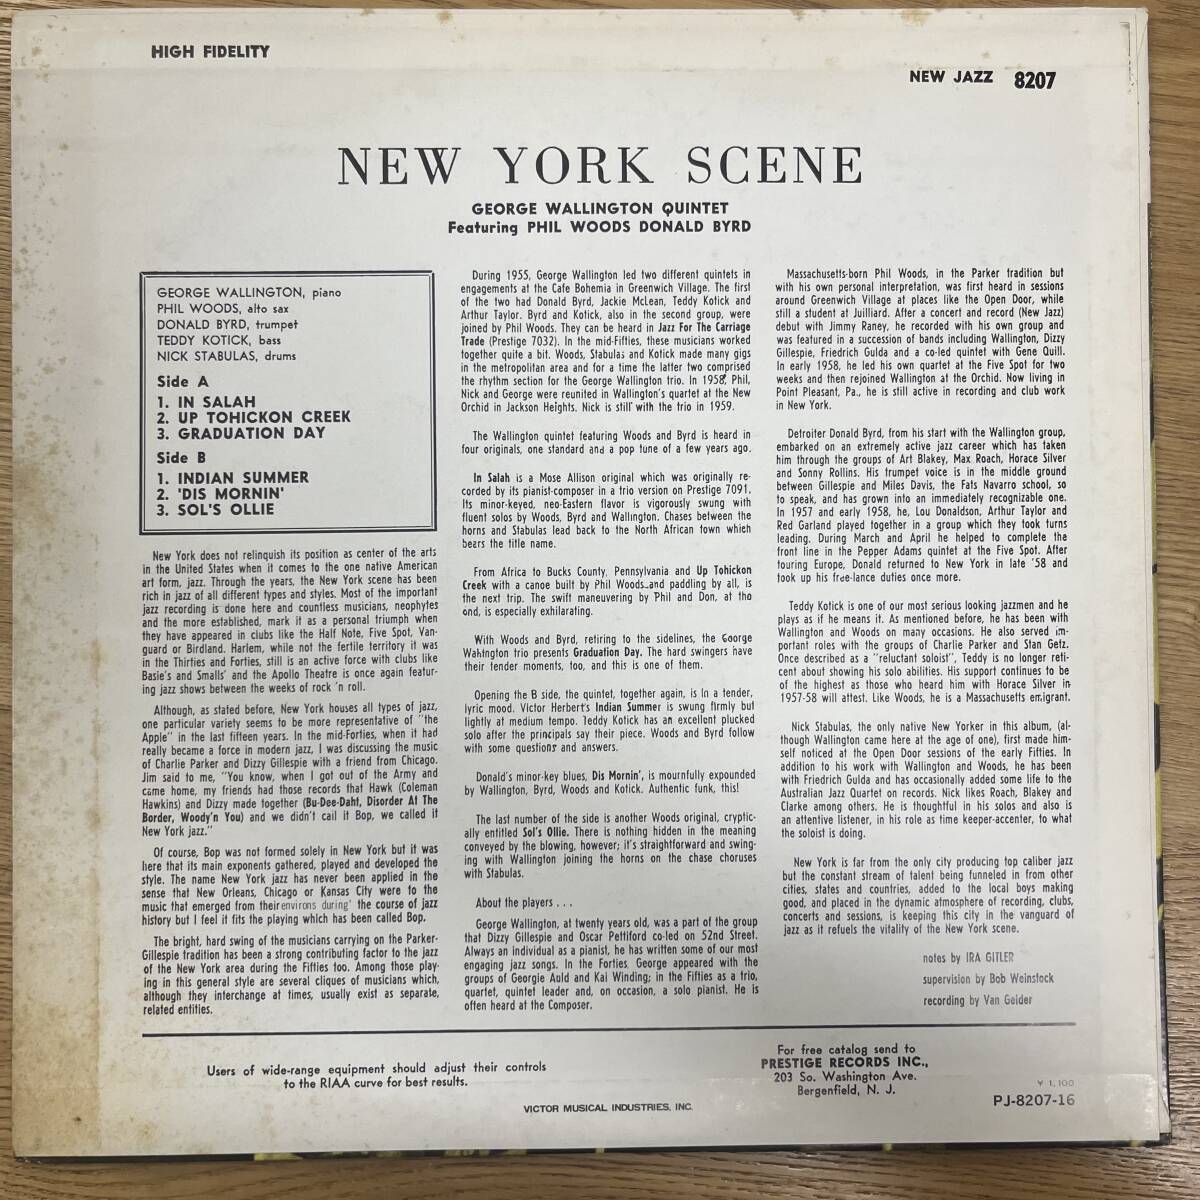 HIGH FIDELITY
NEW JAZZ 8207
NEW YORK SCENE
GEORGE WALLINGTON QUINTET
Featuring PHIL WOODS DONALD BYRD
GEORGE WALLINGTON, piano
PHIL WOODS, alto sax
DONALD BYRD, trumpet
TEDDY KOTICK, bass
NICK STABULAS, drums
Side A
1. IN SALAH
2. UP TOHICKON CREEK
3. GRADUATION DAY
Side B
1. INDIAN SUMMER
2. 'DIS MORNIN'
3. SOL'S OLLIE
New York does not relinquish its position as center of the arts
in the United States when it comes to the one native American
art form, jazz. Through the years, the New York scene has been
rich in jazz of all different types and styles. Most of the important
jazz recording is done here and countless musicians, neophytes
and the more established, mark it as a personal triumph when
they have appeared in clubs like the Half Note, Five Spot, Van-
guard or Birdland. Harlem, while not the fertile territory it was
in the Thirties and Forties, still is an active force with clubs like
Basie's and Smalls' and the Apollo Theatre is once again featur-
ing jazz shows between the weeks of rock 'n roll.
Although, as stated before, New York houses all types of jazz,
one particular variety seems to be more representative of "the
Apple" in the last fifteen years. In the mid-Forties, when it had
really became a force in modern jazz, I was discussing the music
of Charlie Parker and Dizzy Gillespie with a friend from Chicago.
Jim said to me, "You know, when I got out of the Army and
came home, my friends had those records that Hawk (Coleman
Hawkins) and Dizzy made together (Bu-Dee-Daht, Disorder At The
Border, Woody'n You) and we didn't call it Bop, we called it
New York jazz."
Of course, Bop was not formed solely in New York but it was
here that its main exponents gathered, played and developed the
style. The name New York jazz has never been applied in the
sense that New Orleans, Chicago or Kansas City were to the
music that emerged from their environs during the course of jazz
history but I feel it fits the playing which has been called Bop.
The bright, hard swing of the musicians carrying on the Parker-
Gillespie tradition has been a strong contributing factor to the jazz
of the New York area during the Fifties too. Among those play-
ing in this general style are several cliques of musicians which,
although they interchange at times, usually exist as separate,
related entities.
During 1955, George Wallington led two different quintets in
engagements at the Cafe Bohemia in Greenwich Village. The first
of the two had Donald Byrd, Jackie McLean, Teddy Kotick and
Arthur Taylor. Byrd and Kotick, also in the second group, were
joined by Phil Woods. They can be heard in Jazz For The Carriage
Trade (Prestige 7032). In the mid-Fifties, these musicians worked
together quite a bit. Woods, Stabulas and Kotick made many gigs
in the metropolitan area and for a time the latter two comprised
the rhythm section for the George Wallington trio. In 1958, Phil,
Nick and George were reunited in Wallington's quartet at the New
Orchid in Jackson Heights. Nick is still with the trio in 1959.
The Wallington quintet featuring Woods and Byrd is heard in
four originals, one standard and a pop tune of a few years ago.
In Salah is a Mose Allison original which was originally re-
corded by its pianist-composer in a trio version on Prestige 7091.
Its minor-keyed, neo-Eastern flavor is vigorously swung with
fluent solos by Woods, Byrd and Wallington. Chases between the
horns and Stabulas lead back to the North African town which
bears the title name.
From Africa to Bucks County, Pennsylvania and Up Tohickon
Creek with a canoe built by Phil Woods and paddling by all, is
the next trip. The swift maneuvering by Phil and Don, at tho
ond, is especially exhilarating.
With Woods and Byrd, retiring to the sidelines, the George
Wahington trio presents Graduation Day. The hard swingers have
their tender moments, too, and this is one of them.
Opening the B side, the quintet, together again, is in a tender,
lyric mood. Victor Herbert's Indian Summer is swung firmly but
lightly at medium tempo. Teddy Kotick has an excellent plucked
solo after the principals say their piece. Woods and Byrd follow
with some questions and answers.
Donald's minor-key blues, Dis Mornin', is mournfully expounded
by Wallington, Byrd, Woods and Kotick. Authentic funk, this!
The last number of the side is another Woods original, cryptic-
ally entitled Sol's Ollie. There is nothing hidden in the meaning
conveyed by the blowing, however; it's straightforward and swing-
ing with Wallington joining the horns on the chase choruses
with Stabulas.
About the players . . .
George Wallington, at twenty years old, was a part of the group
that Dizzy Gillespie and Oscar Pettiford co-led on 52nd Street.
Always an individual as a pianist, he has written some of our most
engaging jazz songs. In the Forties, George appeared with the
groups of Georgie Auld and Kai Winding; in the Fifties as a trio,
quartet, quintet leader and, on occasion, a solo pianist. He is
often heard at the Composer.
Massachusetts-born Phil Woods, in the Parker tradition but
with his own personal interpretation, was first heard in sessions
around Greenwich Village at places like the Open Door, while
still a student at Juilliard. After a concert and record (New Jazz)
debut with Jimmy Raney, he recorded with his own group and
was featured in a succession of bands including Wallington, Dizzy
Gillespie, Friedrich Gulda and a co-led quintet with Gene Quill.
In early 1958, he led his own quartet at the Five Spot for two
weeks and then rejoined Wallington at the Orchid. Now living in
Point Pleasant, Pa., he is still active in recording and club work
in New York.
Detroiter Donald Byrd, from his start with the Wallington group,
embarked on an extremely active jazz career which has taken
him through the groups of Art Blakey, Max Roach, Horace Silver
and Sonny Rollins. His trumpet voice is in the middle ground
between Gillespie and Miles Davis, the Fats Navarro school, so
to speak, and has grown into an immediately recognizable one.
In 1957 and early 1958, he, Lou Donaldson, Arthur Taylor and
Red Garland played together in a group which they took turns
leading. During March and April he helped to complete the
front line in the Pepper Adams quintet at the Five Spot. After
touring Europe, Donald returned to New York in late '58 and
took up his free-lance duties once more.
Teddy Kotick is one of our most serious looking jazzmen and he
plays as if he means it. As mentioned before, he has been with
Wallington and Woods on many occasions. He also served im-
portant roles with the groups of Charlie Parker and Stan Getz.
Once described as a "reluctant soloist", Teddy is no longer reti-
cent about showing his solo abilities. His support continues to be
of the highest as those who heard him with Horace Silver in
1957-58 will attest. Like Woods, he is a Massachusetts emigrant.
Nick Stabulas, the only native New Yorker in this album, (al-
though Wallington came here at the age of one), first made him-
self noticed at the Open Door sessions of the early Fifties. In
addition to his work with Wallington and Woods, he has been
with Friedrich Gulda and has occasionally added some life to the
Australian Jazz Quartet on records. Nick likes Roach, Blakey and
Clarke among others. He is thoughtful in his solos and also is
an attentive listener, in his role as time keeper-accenter, to what
the soloist is doing.
New York is far from the only city producing top caliber jazz
but the constant stream of talent being funneled in from other
cities, states and countries, added to the local boys making
good, and placed in the dynamic atmosphere of recording, clubs,
concerts and sessions, is keeping this city in the vanguard of
jazz as it refuels the vitality of the New York scene.
notes by IRA GITLER
supervision by Bob Weinstock
recording by Van Gelder
Users of wide-range equipment should adjust their controls
to the RIAA curve for best results.
For free catalog send to
PRESTIGE RECORDS INC.,
203 So. Washington Ave.
Bergenfield, N. J.
VICTOR MUSICAL INDUSTRIES, INC.
¥ 1,100
PJ-8207-16